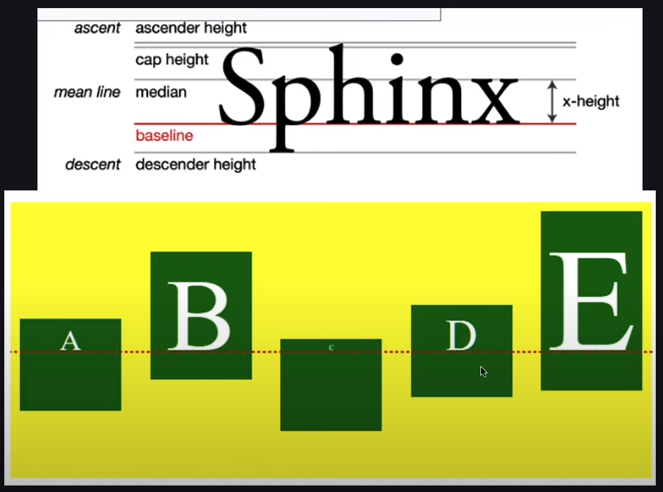 ascent ascender height
cap height
Sphinx
mean line median
x-height
baseline
descent descender height
A B c D E